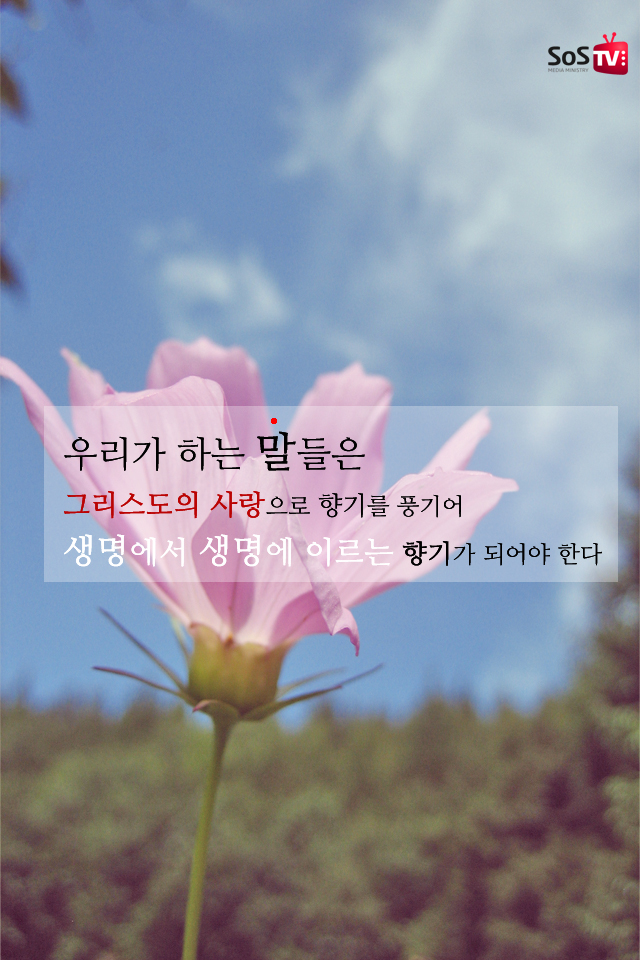 SoSTV
MEDIA MINISTRY
우리가 하는 말들은
그리스도의 사랑으로 향기를 풍기어
생명에서 생명에 이르는 향기가 되어야 한다